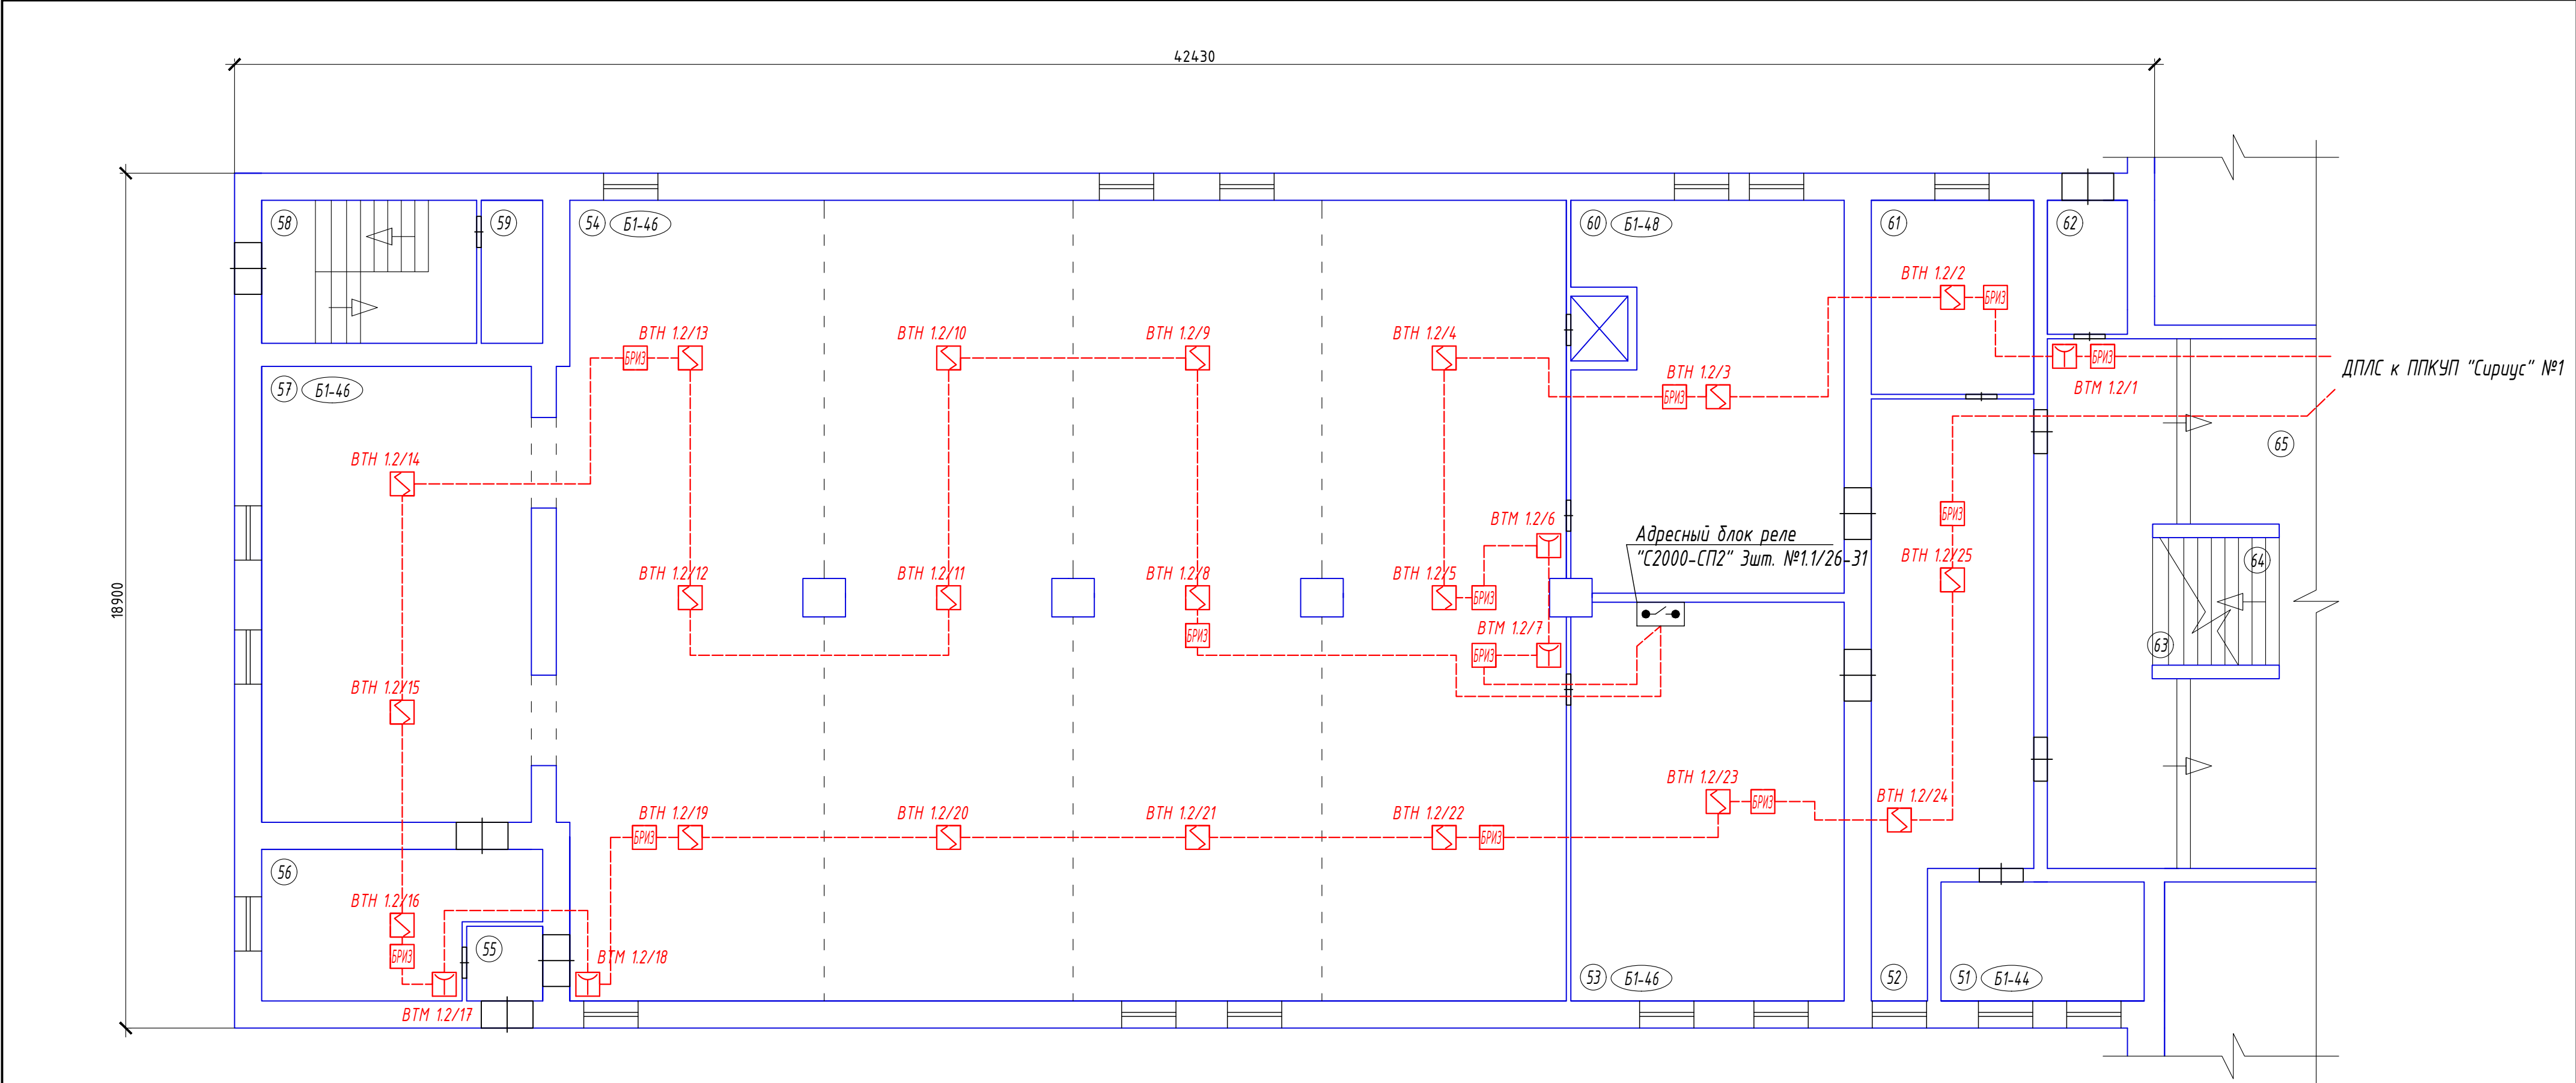 42430
58
59
54 Б1-46
60 Б1-48
61
62
ВТН 1.2/2
БРИЗ
ВТН 1.2/13
ВТН 1.2/10
ВТН 1.2/9
ВТН 1.2/4
БРИЗ
БРИЗ
ВТМ 1.2/1
ДПЛС к ППКУП "Сириус" №1
ВТН 1.2/3
БРИЗ
57 Б1-46
65
ВТН 1.2/14
БРИЗ
ВТМ 1.2/6
Адресный блок реле
"С2000-СП2" 3шт. №1.1/26-31
ВТН 1.2/25
64
ВТН 1.2/12
ВТН 1.2/11
ВТН 1.2/8
ВТН 1.2/5
БРИЗ
18900
БРИЗ
ВТМ 1.2/7
БРИЗ
63
ВТН 1.2/15
ВТН 1.2/23
БРИЗ
ВТН 1.2/24
ВТН 1.2/19
ВТН 1.2/20
ВТН 1.2/21
ВТН 1.2/22
БРИЗ
БРИЗ
56
ВТН 1.2/16
БРИЗ
55
ВТМ 1.2/18
53 Б1-46
52
51 Б1-44
ВТМ 1.2/17